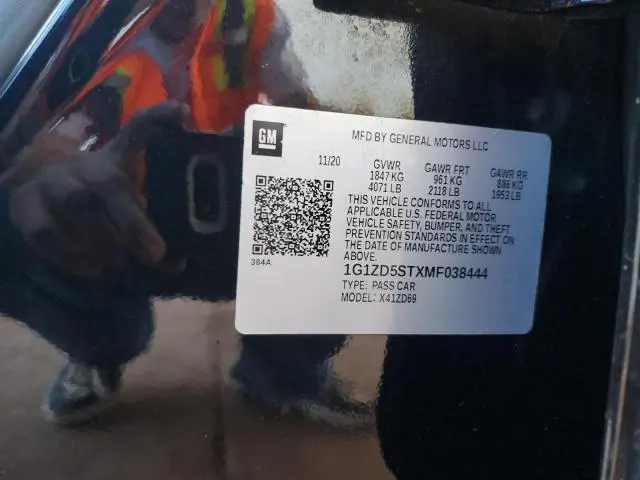 GM
MFD BY GENERAL MOTORS LLC
11/20 GVWR GAWR FRT GAWR RR
1847 KG 961 KG 886 KG
4071 LB 2118 LB 1953 LB
THIS VEHICLE CONFORMS TO ALL
APPLICABLE U.S. FEDERAL MOTOR
VEHICLE SAFETY, BUMPER, AND THEFT
PREVENTION STANDARDS IN EFFECT ON
THE DATE OF MANUFACTURE SHOWN
ABOVE.
384A
1G1ZD5STXMF038444
TYPE: PASS CAR
MODEL: X41ZD69